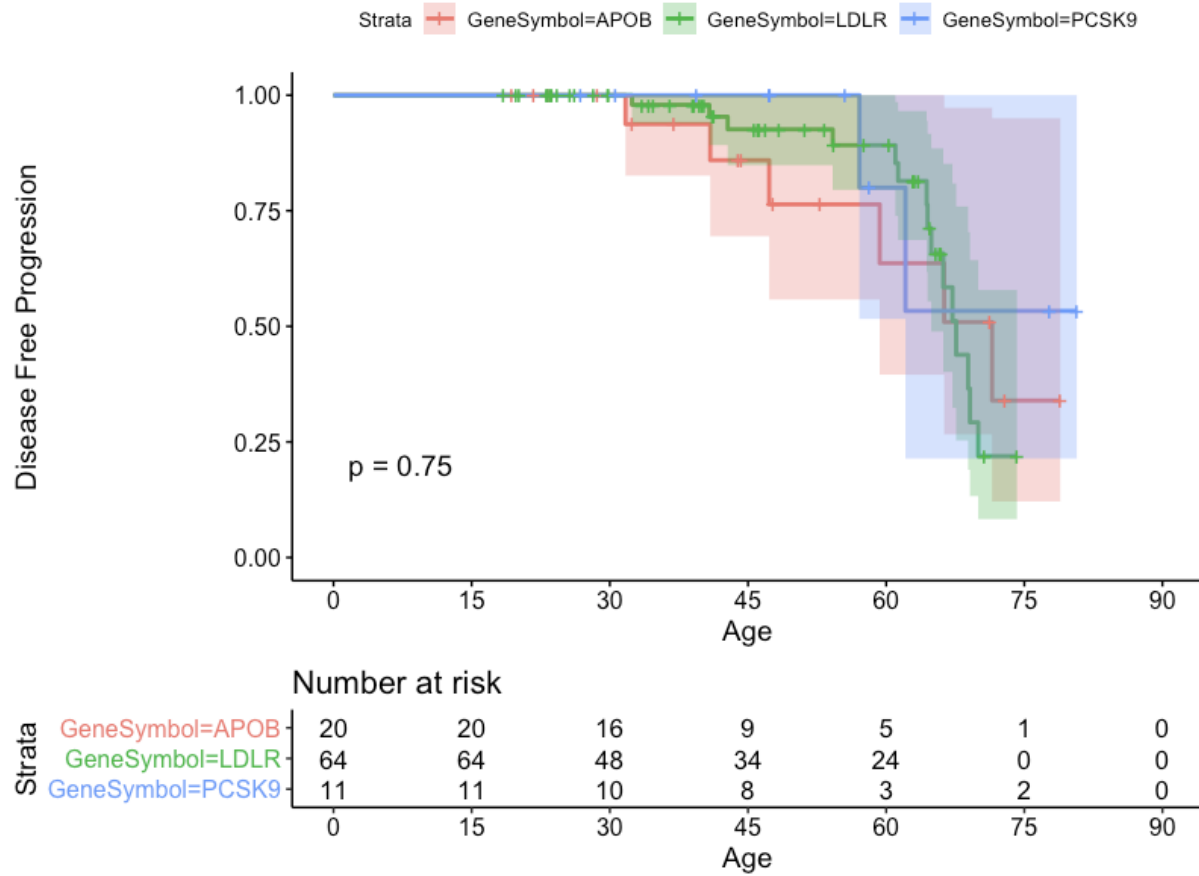 Strata GeneSymbol=APOB GeneSymbol=LDLR GeneSymbol=PCSK9
Disease Free Progression
1.00
0.75
0.50
0.25
0.00
p = 0.75
0 15 30 45 60 75 90
Age
Number at risk
Strata
GeneSymbol=APOB 20 20 16 9 5 1 0
GeneSymbol=LDLR 64 64 48 34 24 0 0
GeneSymbol=PCSK9 11 11 10 8 3 2 0
0 15 30 45 60 75 90
Age